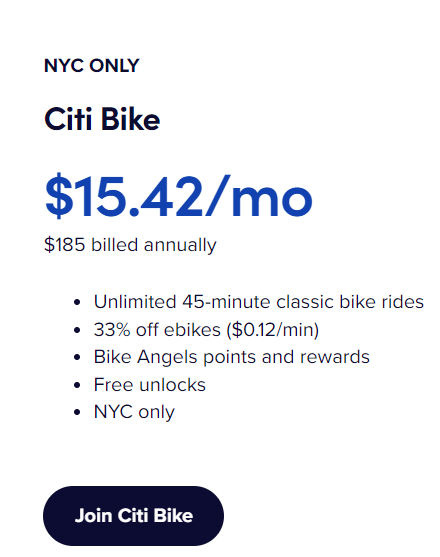 NYC ONLY
Citi Bike
$15.42/mo
$185 billed annually
• Unlimited 45-minute classic bike rides
• 33% off ebikes ($0.12/min)
• Bike Angels points and rewards
• Free unlocks
• NYC only
Join Citi Bike